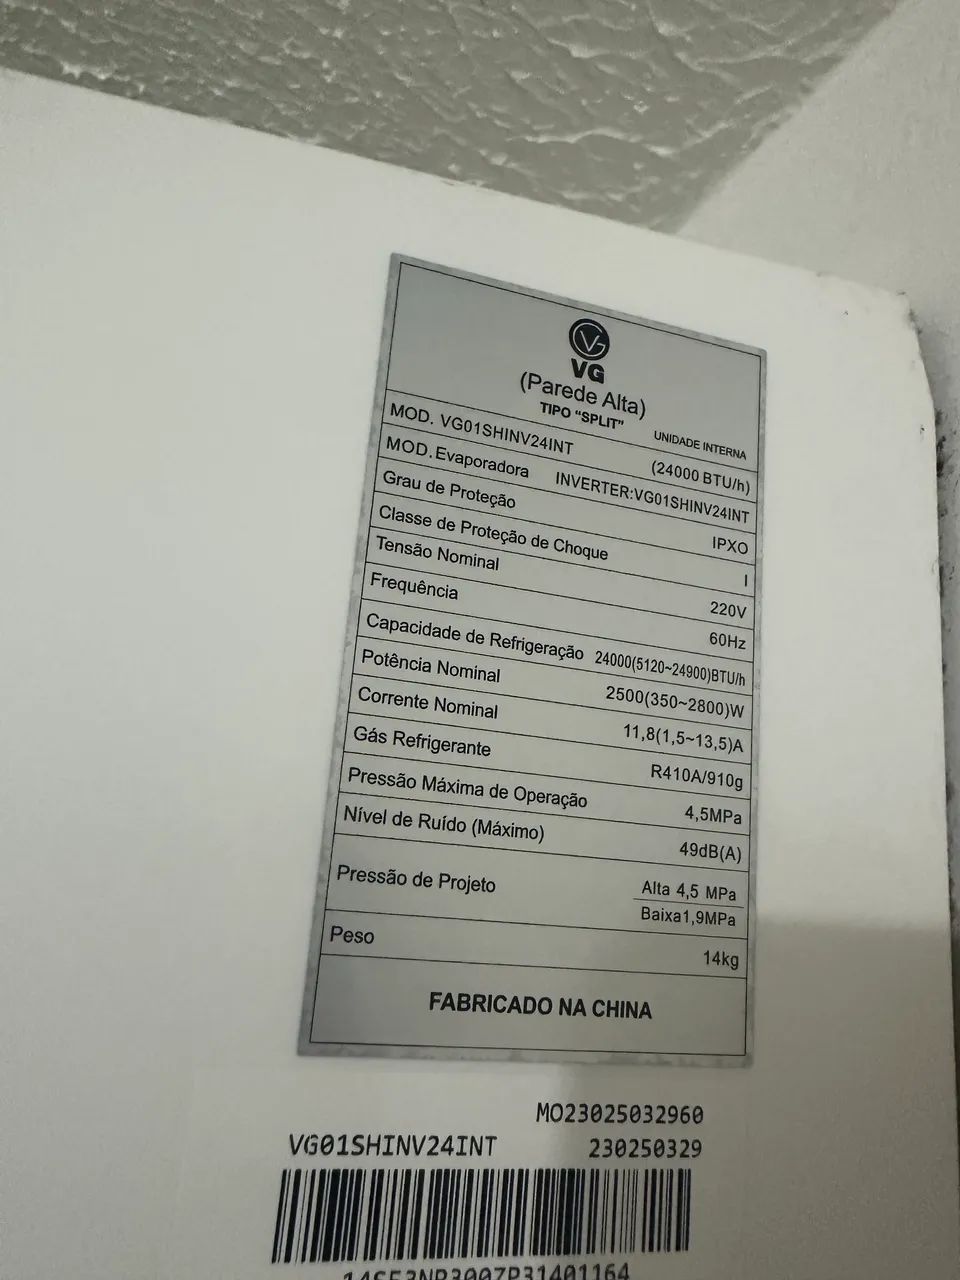 VG
(Parede Alta)
TIPO "SPLIT"
UNIDADE INTERNA
MOD. VG01SHINV24INT (24000 BTU/h)
MOD.Evaporadora INVERTER:VG01SHINV24INT
Grau de Proteção IPXO
Classe de Proteção de Choque I
Tensão Nominal 220V
Frequência 60Hz
Capacidade de Refrigeração 24000(5120~24900)BTU/h
Potência Nominal 2500(350~2800)W
Corrente Nominal 11,8(1,5~13,5)A
Gás Refrigerante R410A/910g
Pressão Máxima de Operação 4,5MPa
Nível de Ruído (Máximo) 49dB(A)
Pressão de Projeto Alta 4,5 MPa
Baixa1,9MPa
Peso 14kg
FABRICADO NA CHINA
MO23025032960
VG01SHINV24INT 230250329